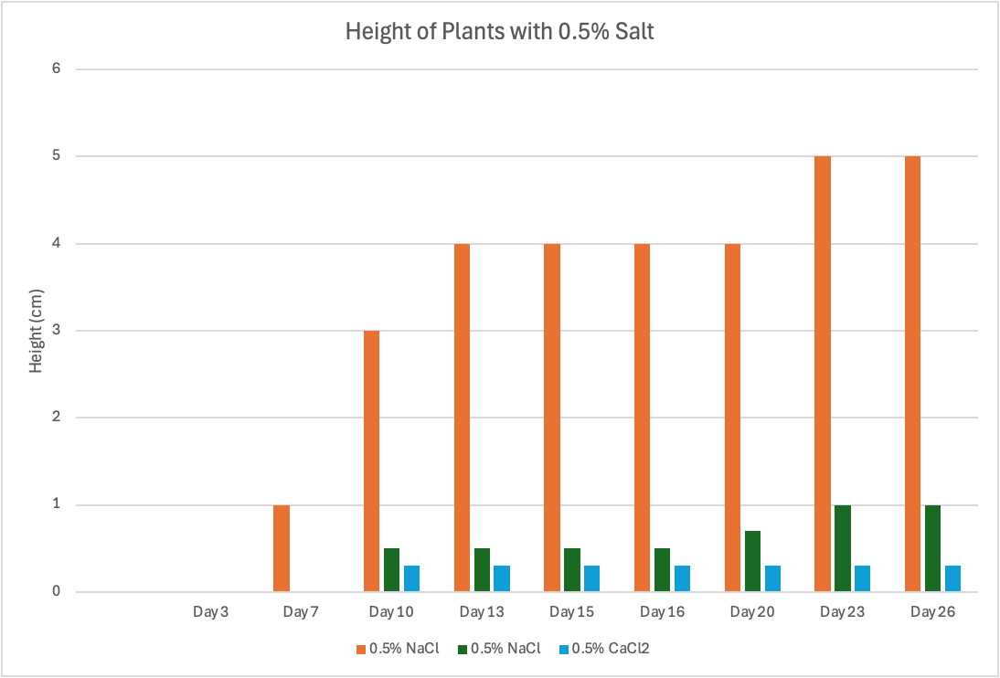 Height of Plants with 0.5% Salt
6
5
4
3
2
1
0
Height (cm)
Day 3 Day 7 Day 10 Day 13 Day 15 Day 16 Day 20 Day 23 Day 26
0.5% NaCl 0.5% NaCl 0.5% CaCl2